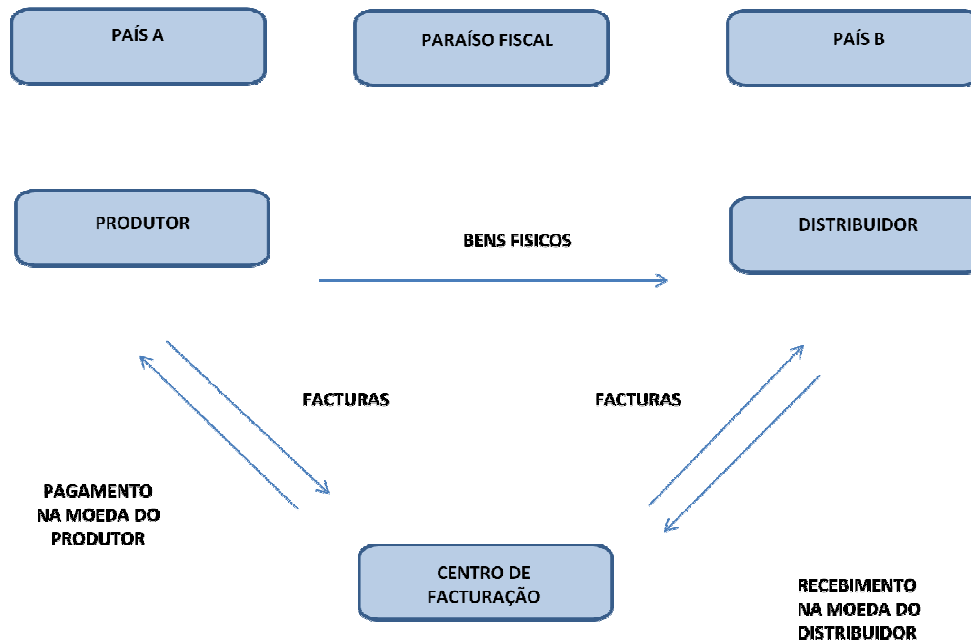 PAÍS A
PARAÍSO FISCAL
PAÍS B
PRODUTOR
BENS FISICOS
DISTRIBUIDOR
FACTURAS
FACTURAS
PAGAMENTO
NA MOEDA DO
PRODUTOR
CENTRO DE
FACTURAÇÃO
RECEBIMENTO
NA MOEDA DO
DISTRIBUIDOR